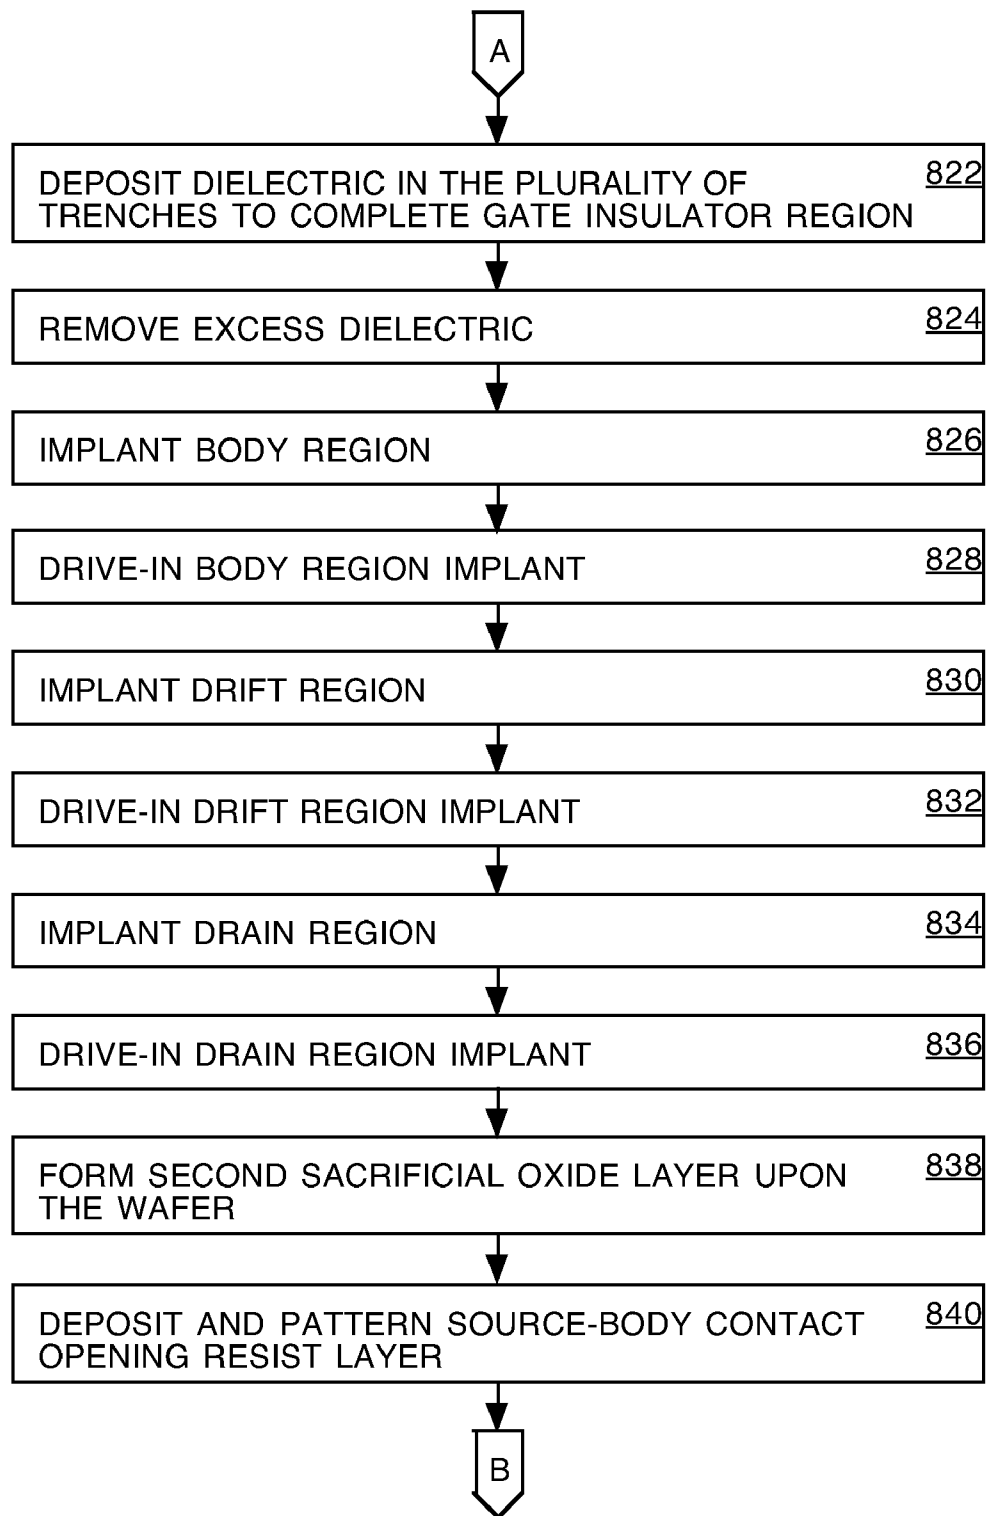 A
DEPOSIT DIELECTRIC IN THE PLURALITY OF
TRENCHES TO COMPLETE GATE INSULATOR REGION
822
REMOVE EXCESS DIELECTRIC
824
IMPLANT BODY REGION
826
DRIVE-IN BODY REGION IMPLANT
828
IMPLANT DRIFT REGION
830
DRIVE-IN DRIFT REGION IMPLANT
832
IMPLANT DRAIN REGION
834
DRIVE-IN DRAIN REGION IMPLANT
836
FORM SECOND SACRIFICIAL OXIDE LAYER UPON
THE WAFER
838
DEPOSIT AND PATTERN SOURCE-BODY CONTACT
OPENING RESIST LAYER
840
B